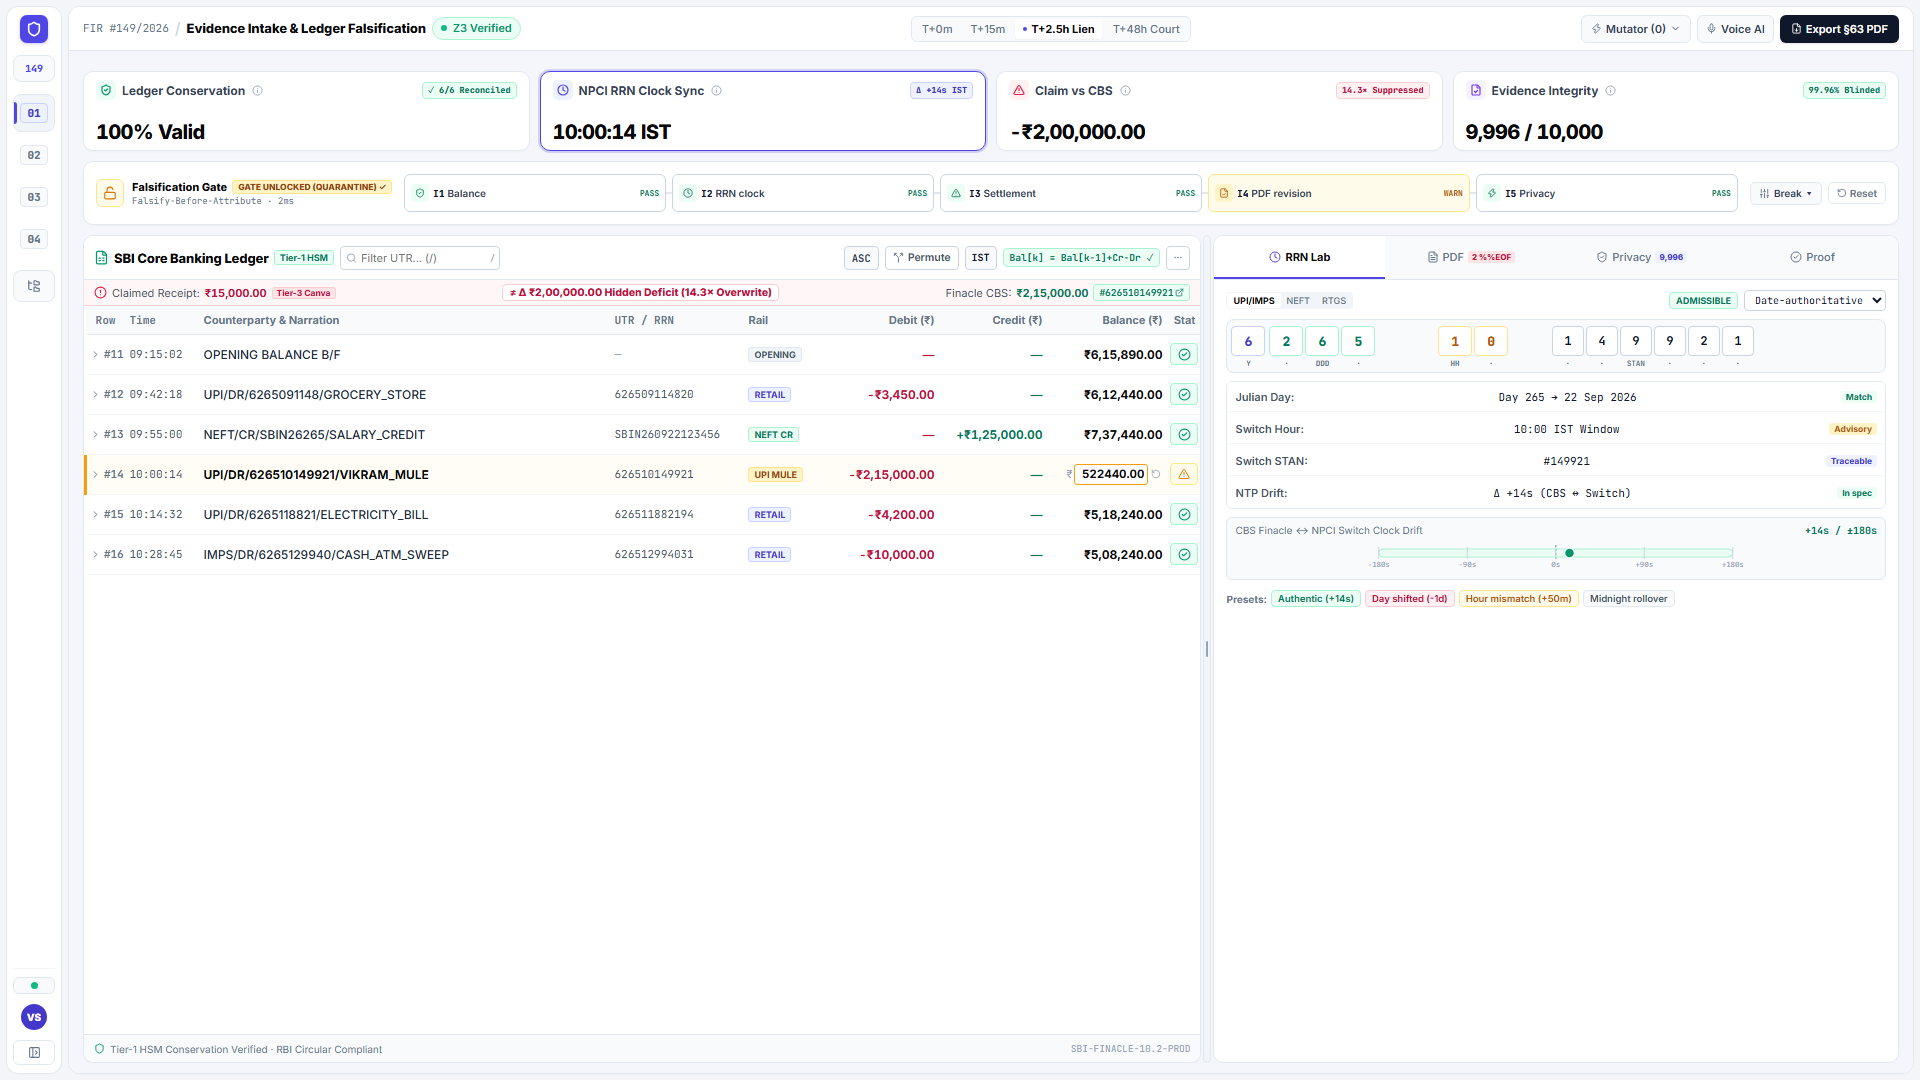 FIR #149/2026 / Evidence Intake & Ledger Falsification Z3 Verified
T+0m T+15m T+2.5h Lien T+48h Court
Mutator (0) Voice AI Export §63 PDF
149
01
02
03
04
VS
Ledger Conservation ✓ 6/6 Reconciled
100% Valid
NPCI RRN Clock Sync Δ +14s IST
10:00:14 IST
Claim vs CBS 14.3× Suppressed
-₹2,00,000.00
Evidence Integrity 99.96% Blinded
9,996 / 10,000
Falsification Gate GATE UNLOCKED (QUARANTINE) ✓
Falsify-Before-Attribute · 2ms
I1 Balance PASS
I2 RRN clock PASS
I3 Settlement PASS
I4 PDF revision WARN
I5 Privacy PASS
Break ▾ Reset
SBI Core Banking Ledger Tier-1 HSM Filter UTR... (/) / ASC Permute IST Bal[k] = Bal[k-1]+Cr-Dr ✓ ...
Claimed Receipt: ₹15,000.00 Tier-3 Canva ≠ Δ ₹2,00,000.00 Hidden Deficit (14.3× Overwrite) Finacle CBS: ₹2,15,000.00 #626510149921
Row Time Counterparty & Narration UTR / RRN Rail Debit (₹) Credit (₹) Balance (₹) Stat
#11 09:15:02 OPENING BALANCE B/F — OPENING — — ₹6,15,890.00
#12 09:42:18 UPI/DR/6265091148/GROCERY_STORE 626509114820 RETAIL -₹3,450.00 — ₹6,12,440.00
#13 09:55:00 NEFT/CR/SBIN26265/SALARY_CREDIT SBIN260922123456 NEFT CR — +₹1,25,000.00 ₹7,37,440.00
#14 10:00:14 UPI/DR/626510149921/VIKRAM_MULE 626510149921 UPI MULE -₹2,15,000.00 — ₹ 522440.00
#15 10:14:32 UPI/DR/6265118821/ELECTRICITY_BILL 626511882194 RETAIL -₹4,200.00 — ₹5,18,240.00
#16 10:28:45 IMPS/DR/6265129940/CASH_ATM_SWEEP 626512994031 RETAIL -₹10,000.00 — ₹5,08,240.00
Tier-1 HSM Conservation Verified · RBI Circular Compliant SBI-FINACLE-10.2-PROD
RRN Lab PDF 2 %%EOF Privacy 9,996 Proof
UPI/IMPS NEFT RTGS ADMISSIBLE Date-authoritative
6 2 6 5 1 0 1 4 9 9 2 1
Y · DDD · HH · · · STAN · · ·
Julian Day: Day 265 → 22 Sep 2026 Match
Switch Hour: 10:00 IST Window Advisory
Switch STAN: #149921 Traceable
NTP Drift: Δ +14s (CBS ↔ Switch) In spec
CBS Finacle ↔ NPCI Switch Clock Drift +14s / ±180s
-180s -90s 0s +90s +180s
Presets: Authentic (+14s) Day shifted (-1d) Hour mismatch (+50m) Midnight rollover